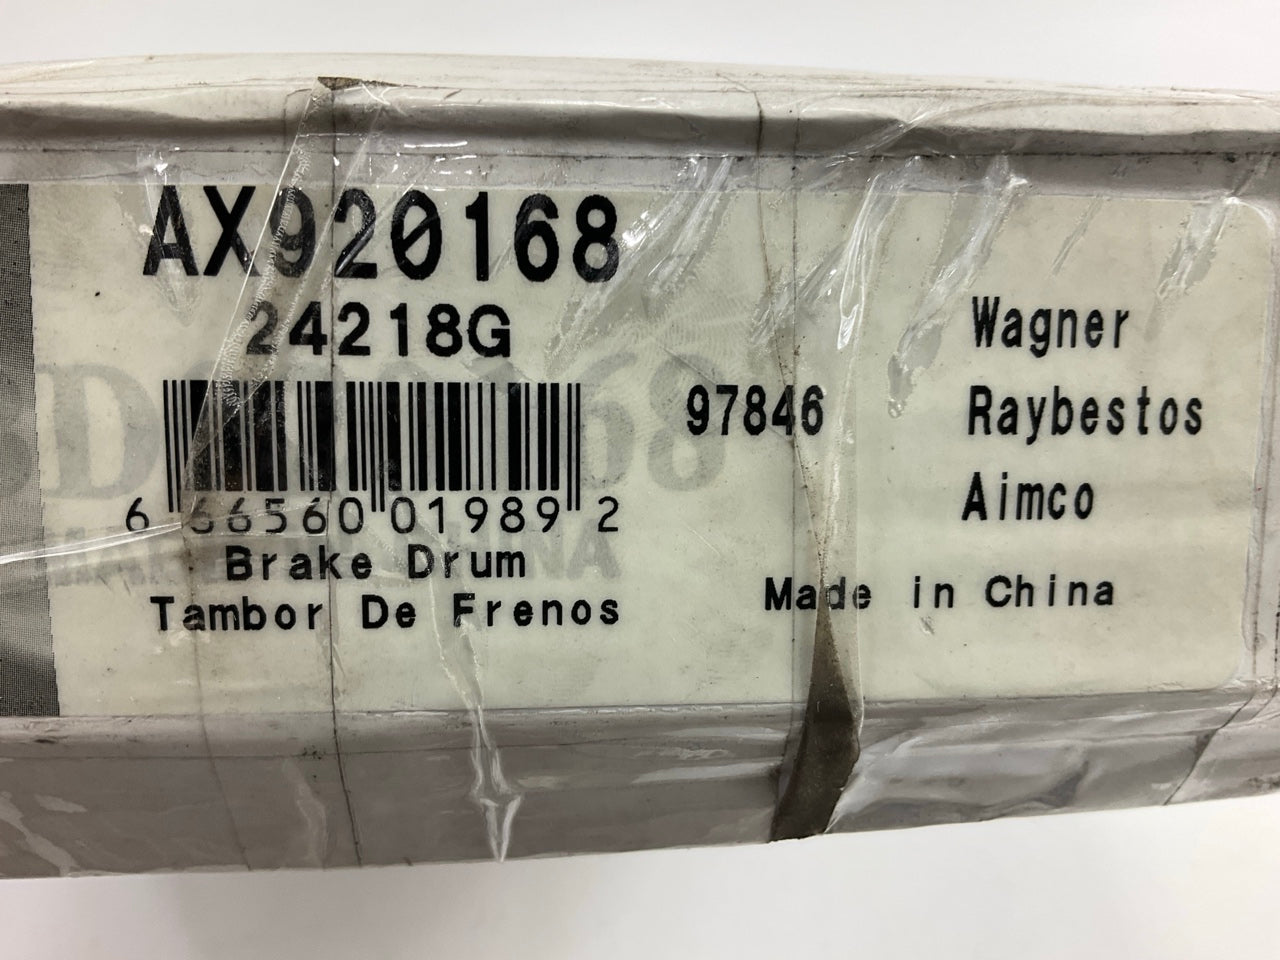 AX920168
24218G
6 66560 01989 2
Brake Drum
Tambor De Frenos
97846
Wagner
Raybestos
Aimco
Made in China